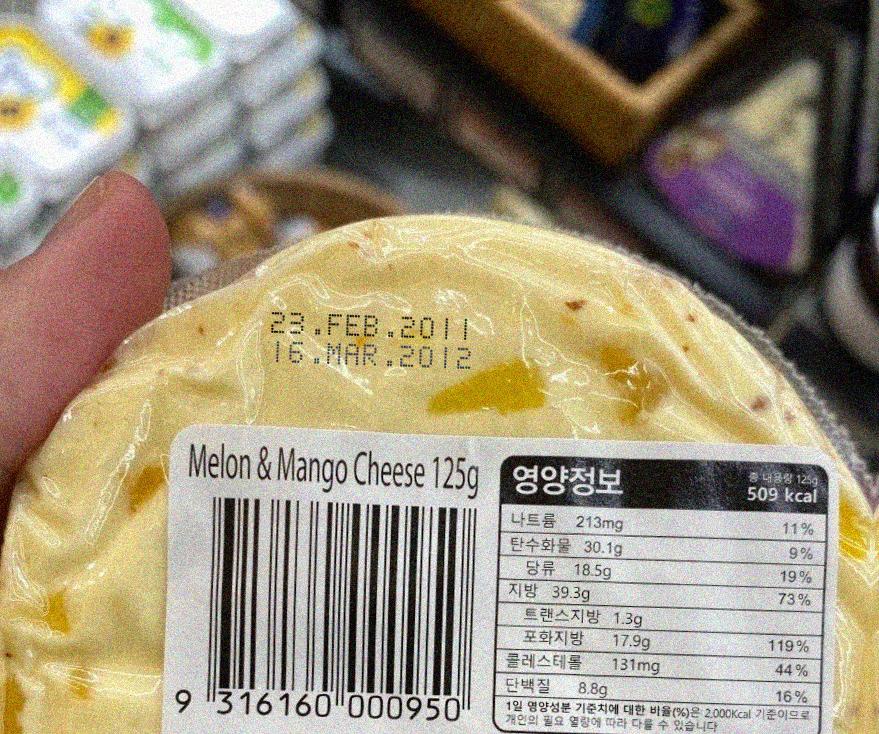 23.FEB.2011
16.MAR.2012
Melon & Mango Cheese 125g
9 316160 000950
영양정보
총 내용량 125g
509 kcal
나트륨 213mg 11%
탄수화물 30.1g 9%
당류 18.5g 19%
지방 39.3g 73%
트랜스지방 1.3g
포화지방 17.9g 119%
콜레스테롤 131mg 44%
단백질 8.8g 16%
1일 영양성분 기준치에 대한 비율(%)은 2,000Kcal 기준이므로
개인의 필요 열량에 따라 다를 수 있습니다